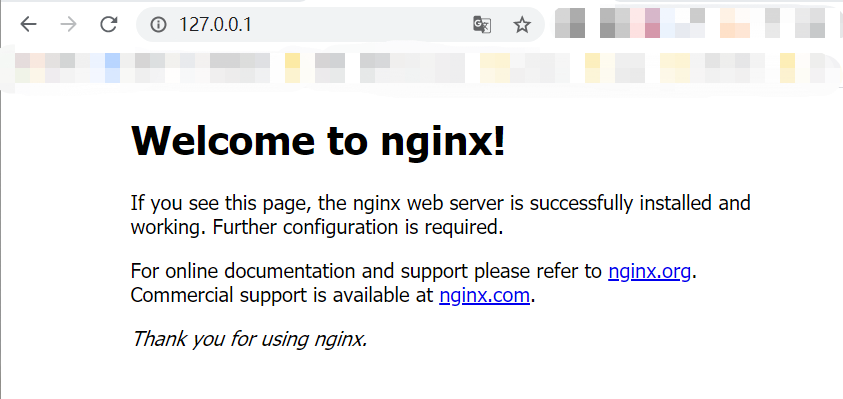 127.0.0.1
Welcome to nginx!
If you see this page, the nginx web server is successfully installed and
working. Further configuration is required.
For online documentation and support please refer to nginx.org.
Commercial support is available at nginx.com.
Thank you for using nginx.